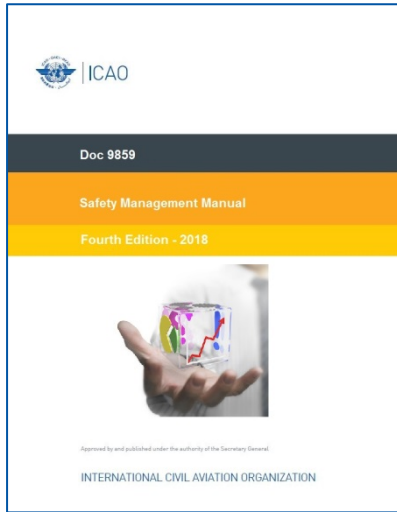 ICAO
Doc 9859
Safety Management Manual
Fourth Edition - 2018
Approved by and published under the authority of the Secretary General
INTERNATIONAL CIVIL AVIATION ORGANIZATION